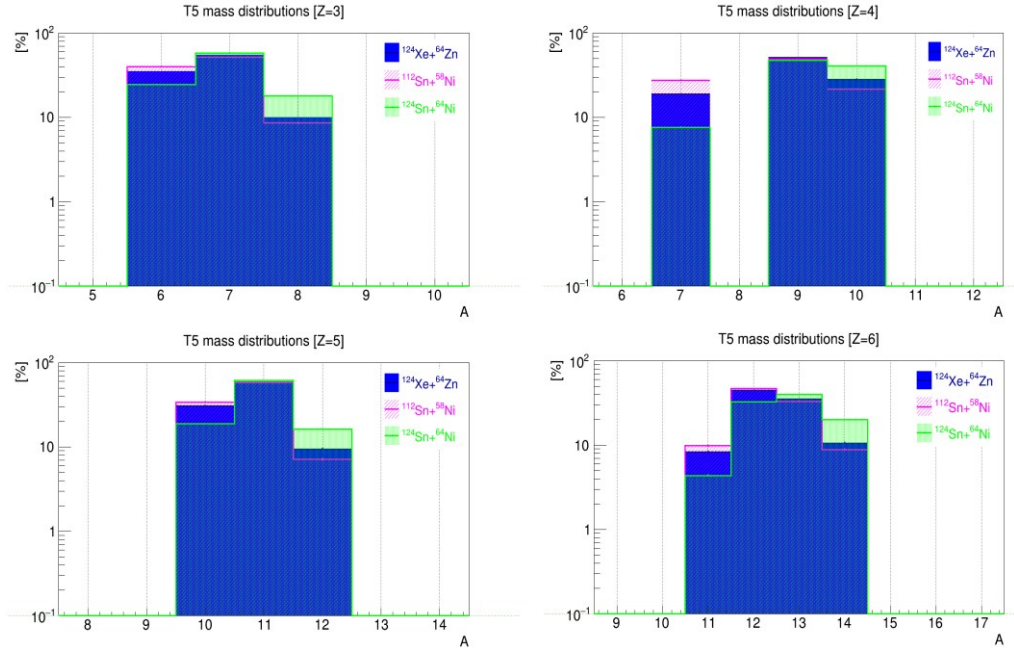 T5 mass distributions [Z=3]
[%]
10²
10
1
10⁻¹
¹²⁴Xe+⁶⁴Zn
¹¹²Sn+⁵⁸Ni
¹²⁴Sn+⁶⁴Ni
5 6 7 8 9 10
A
T5 mass distributions [Z=4]
[%]
10²
10
1
10⁻¹
¹²⁴Xe+⁶⁴Zn
¹¹²Sn+⁵⁸Ni
¹²⁴Sn+⁶⁴Ni
6 7 8 9 10 11 12
A
T5 mass distributions [Z=5]
[%]
10²
10
1
10⁻¹
¹²⁴Xe+⁶⁴Zn
¹¹²Sn+⁵⁸Ni
¹²⁴Sn+⁶⁴Ni
8 9 10 11 12 13 14
A
T5 mass distributions [Z=6]
[%]
10²
10
1
10⁻¹
¹²⁴Xe+⁶⁴Zn
¹¹²Sn+⁵⁸Ni
¹²⁴Sn+⁶⁴Ni
9 10 11 12 13 14 15 16 17
A